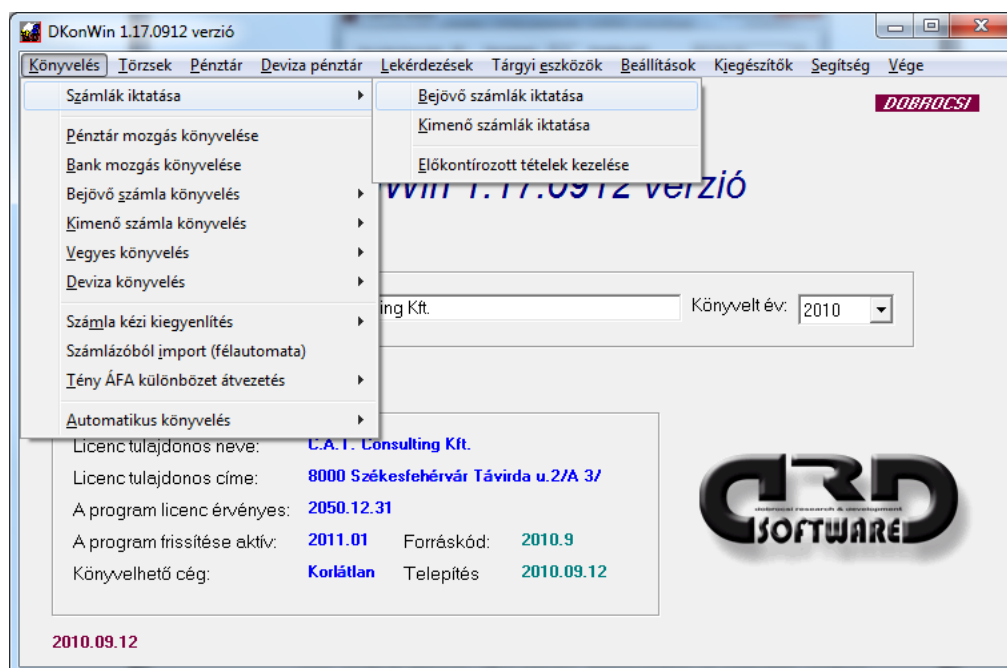 DKonWin 1.17.0912 verzió
Könyvelés Törzsek Pénztár Deviza pénztár Lekérdezések Tárgyi eszközök Beállítások Kiegészítők Segítség Vége
Számlák iktatása
Pénztár mozgás könyvelése
Bank mozgás könyvelése
Bejövő számla könyvelés
Kimenő számla könyvelés
Vegyes könyvelés
Deviza könyvelés
Számla kézi kiegyenlítés
Számlázóból import (félautomata)
Tény ÁFA különbözet átvezetés
Automatikus könyvelés
Bejövő számlák iktatása
Kimenő számlák iktatása
Előkontírozott tételek kezelése
DOBROCSI
Win 1.17.0912 verzió
ing Kft.
Könyvelt év: 2010
Licenc tulajdonos neve: C.A.T. Consulting Kft.
Licenc tulajdonos címe: 8000 Székesfehérvár Távirda u.2/A 3/
A program licenc érvényes: 2050.12.31
A program frissítése aktív: 2011.01 Forráskód: 2010.9
Könyvelhető cég: Korlátlan Telepítés 2010.09.12
DRD
dobrocsi research & development
SOFTWARE
2010.09.12